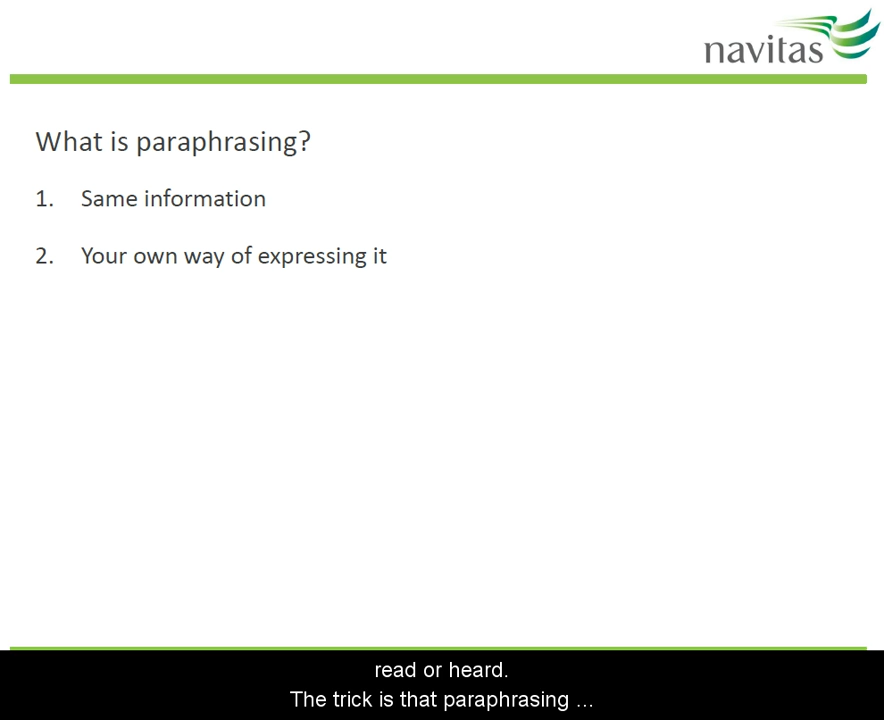 navitas
What is paraphrasing?
1. Same information
2. Your own way of expressing it
read or heard.
The trick is that paraphrasing ...